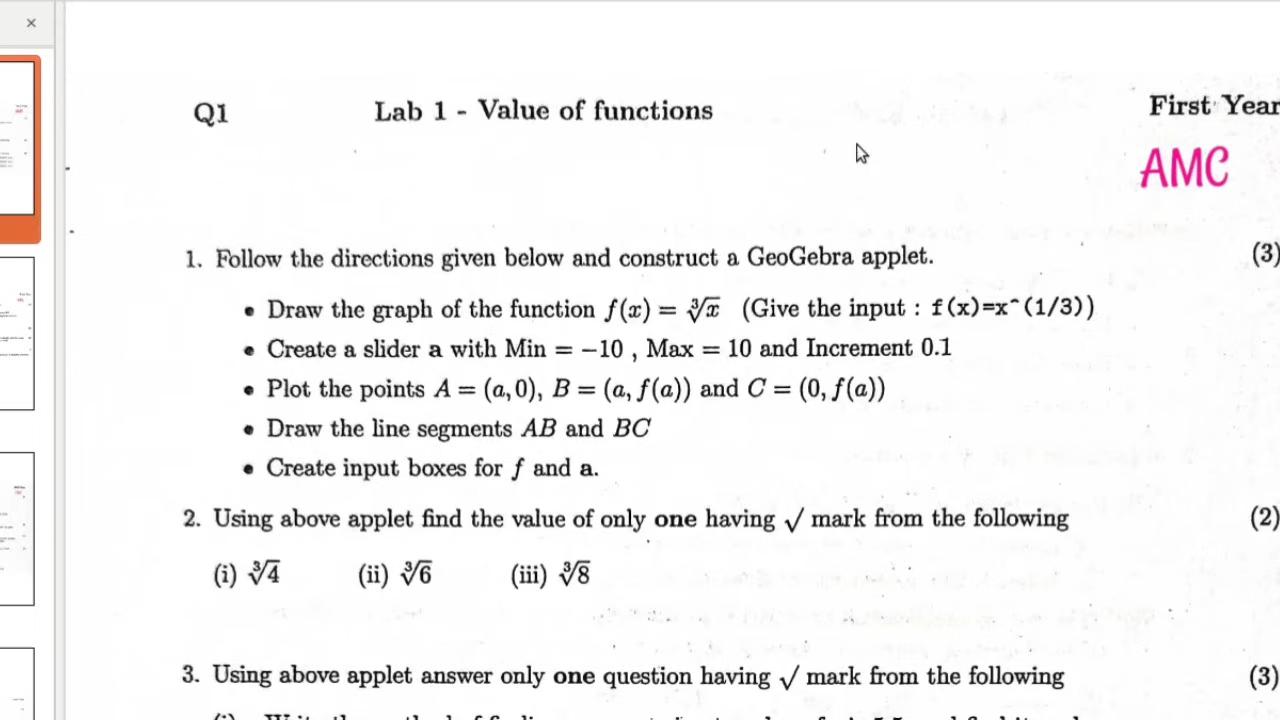 Q1 Lab 1 - Value of functions First Year
AMC
1. Follow the directions given below and construct a GeoGebra applet. (3)
• Draw the graph of the function f(x) = ∛x (Give the input : f(x)=x^(1/3))
• Create a slider a with Min = −10 , Max = 10 and Increment 0.1
• Plot the points A = (a, 0), B = (a, f(a)) and C = (0, f(a))
• Draw the line segments AB and BC
• Create input boxes for f and a.
2. Using above applet find the value of only one having √ mark from the following (2)
(i) ∛4 (ii) ∛6 (iii) ∛8
3. Using above applet answer only one question having √ mark from the following (3)